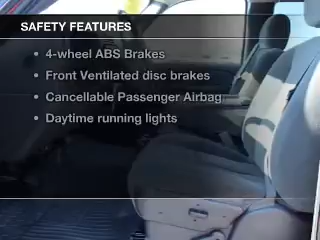 SAFETY FEATURES
• 4-wheel ABS Brakes
• Front Ventilated disc brakes
• Cancellable Passenger Airbag
• Daytime running lights